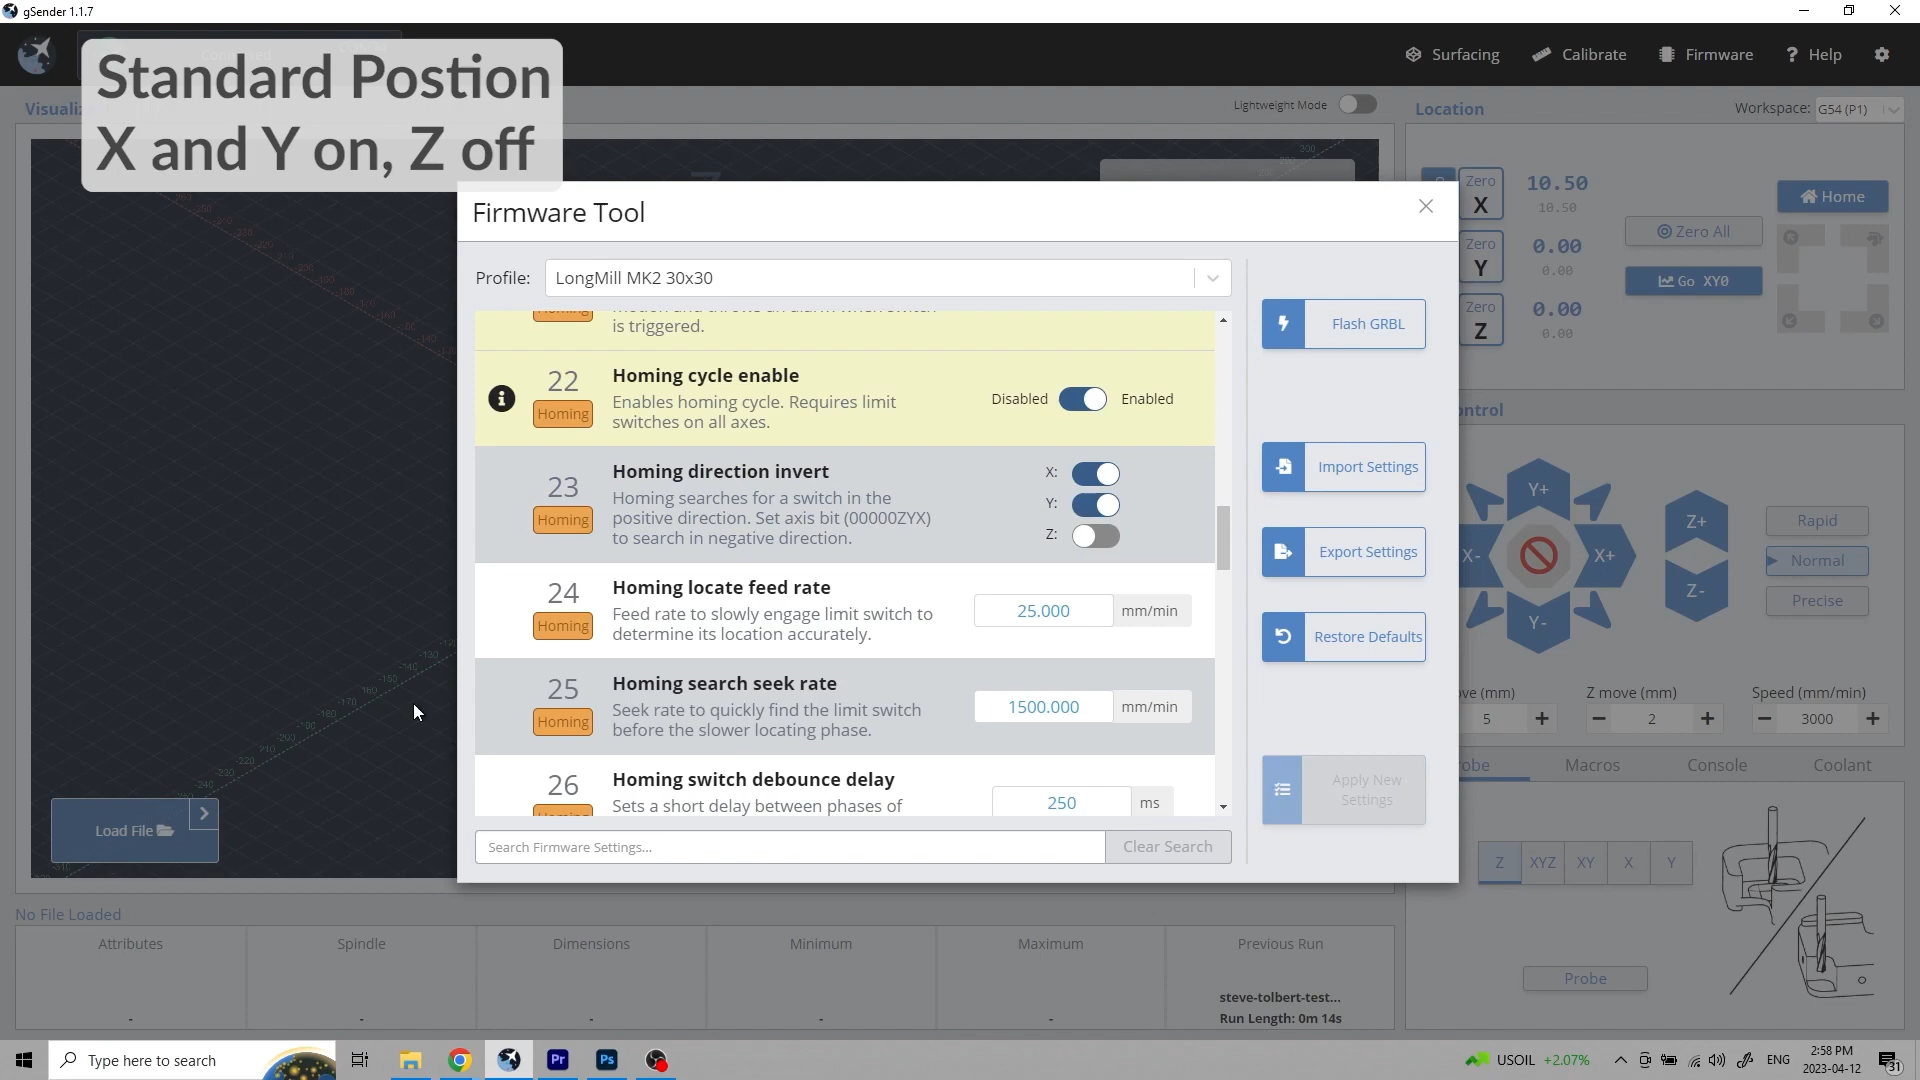 gSender 1.1.7
Standard Postion
X and Y on, Z off
Surfacing
Calibrate
Firmware
Help
Visualiz
Lightweight Mode
Location
Workspace:
G54 (P1)
Firmware Tool
Profile:
LongMill MK2 30x30
is triggered.
22
Homing
Homing cycle enable
Enables homing cycle. Requires limit
switches on all axes.
Disabled
Enabled
23
Homing
Homing direction invert
Homing searches for a switch in the
positive direction. Set axis bit (00000ZYX)
to search in negative direction.
X:
Y:
Z:
24
Homing
Homing locate feed rate
Feed rate to slowly engage limit switch to
determine its location accurately.
25.000
mm/min
25
Homing
Homing search seek rate
Seek rate to quickly find the limit switch
before the slower locating phase.
1500.000
mm/min
26
Homing switch debounce delay
Sets a short delay between phases of
250
ms
Search Firmware Settings...
Clear Search
Flash GRBL
Import Settings
Export Settings
Restore Defaults
Apply New
Settings
Zero
X
10.50
10.50
Zero
Y
0.00
0.00
Zero
Z
0.00
0.00
Zero All
Go XY0
Home
ontrol
Y+
X-
X+
Y-
Z+
Z-
Rapid
Normal
Precise
ove (mm)
Z move (mm)
Speed (mm/min)
5
2
3000
obe
Macros
Console
Coolant
Z
XYZ
XY
X
Y
Probe
Load File
No File Loaded
Attributes
Spindle
Dimensions
Minimum
Maximum
Previous Run
-
-
-
-
-
steve-tolbert-test...
Run Length: 0m 14s
Type here to search
Pr
Ps
USOIL +2.07%
ENG
2:58 PM
2023-04-12
31